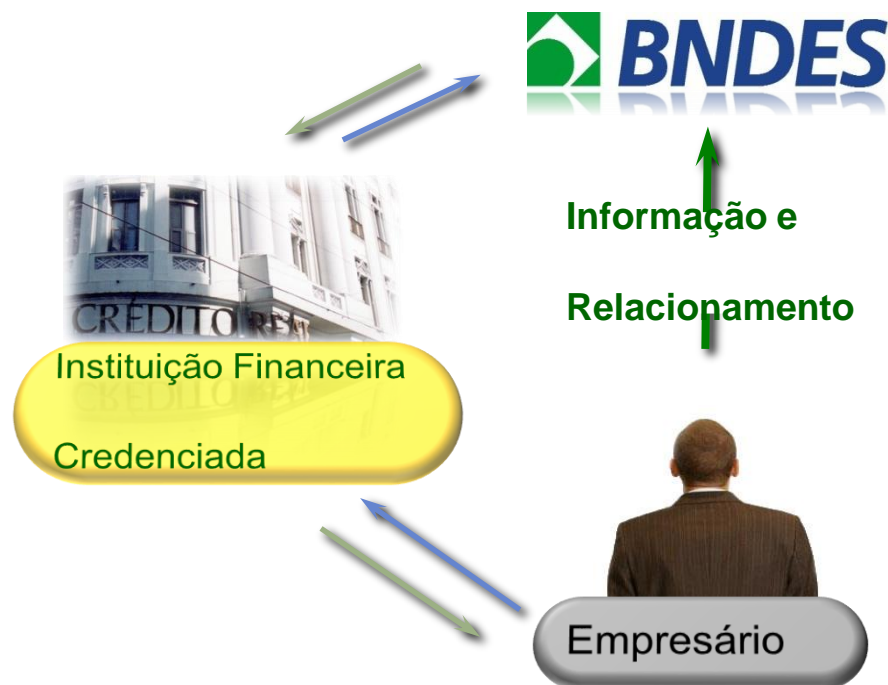 BNDES
Informação e
Relacionamento
CRÉDITO
Instituição Financeira
Credenciada
Empresário